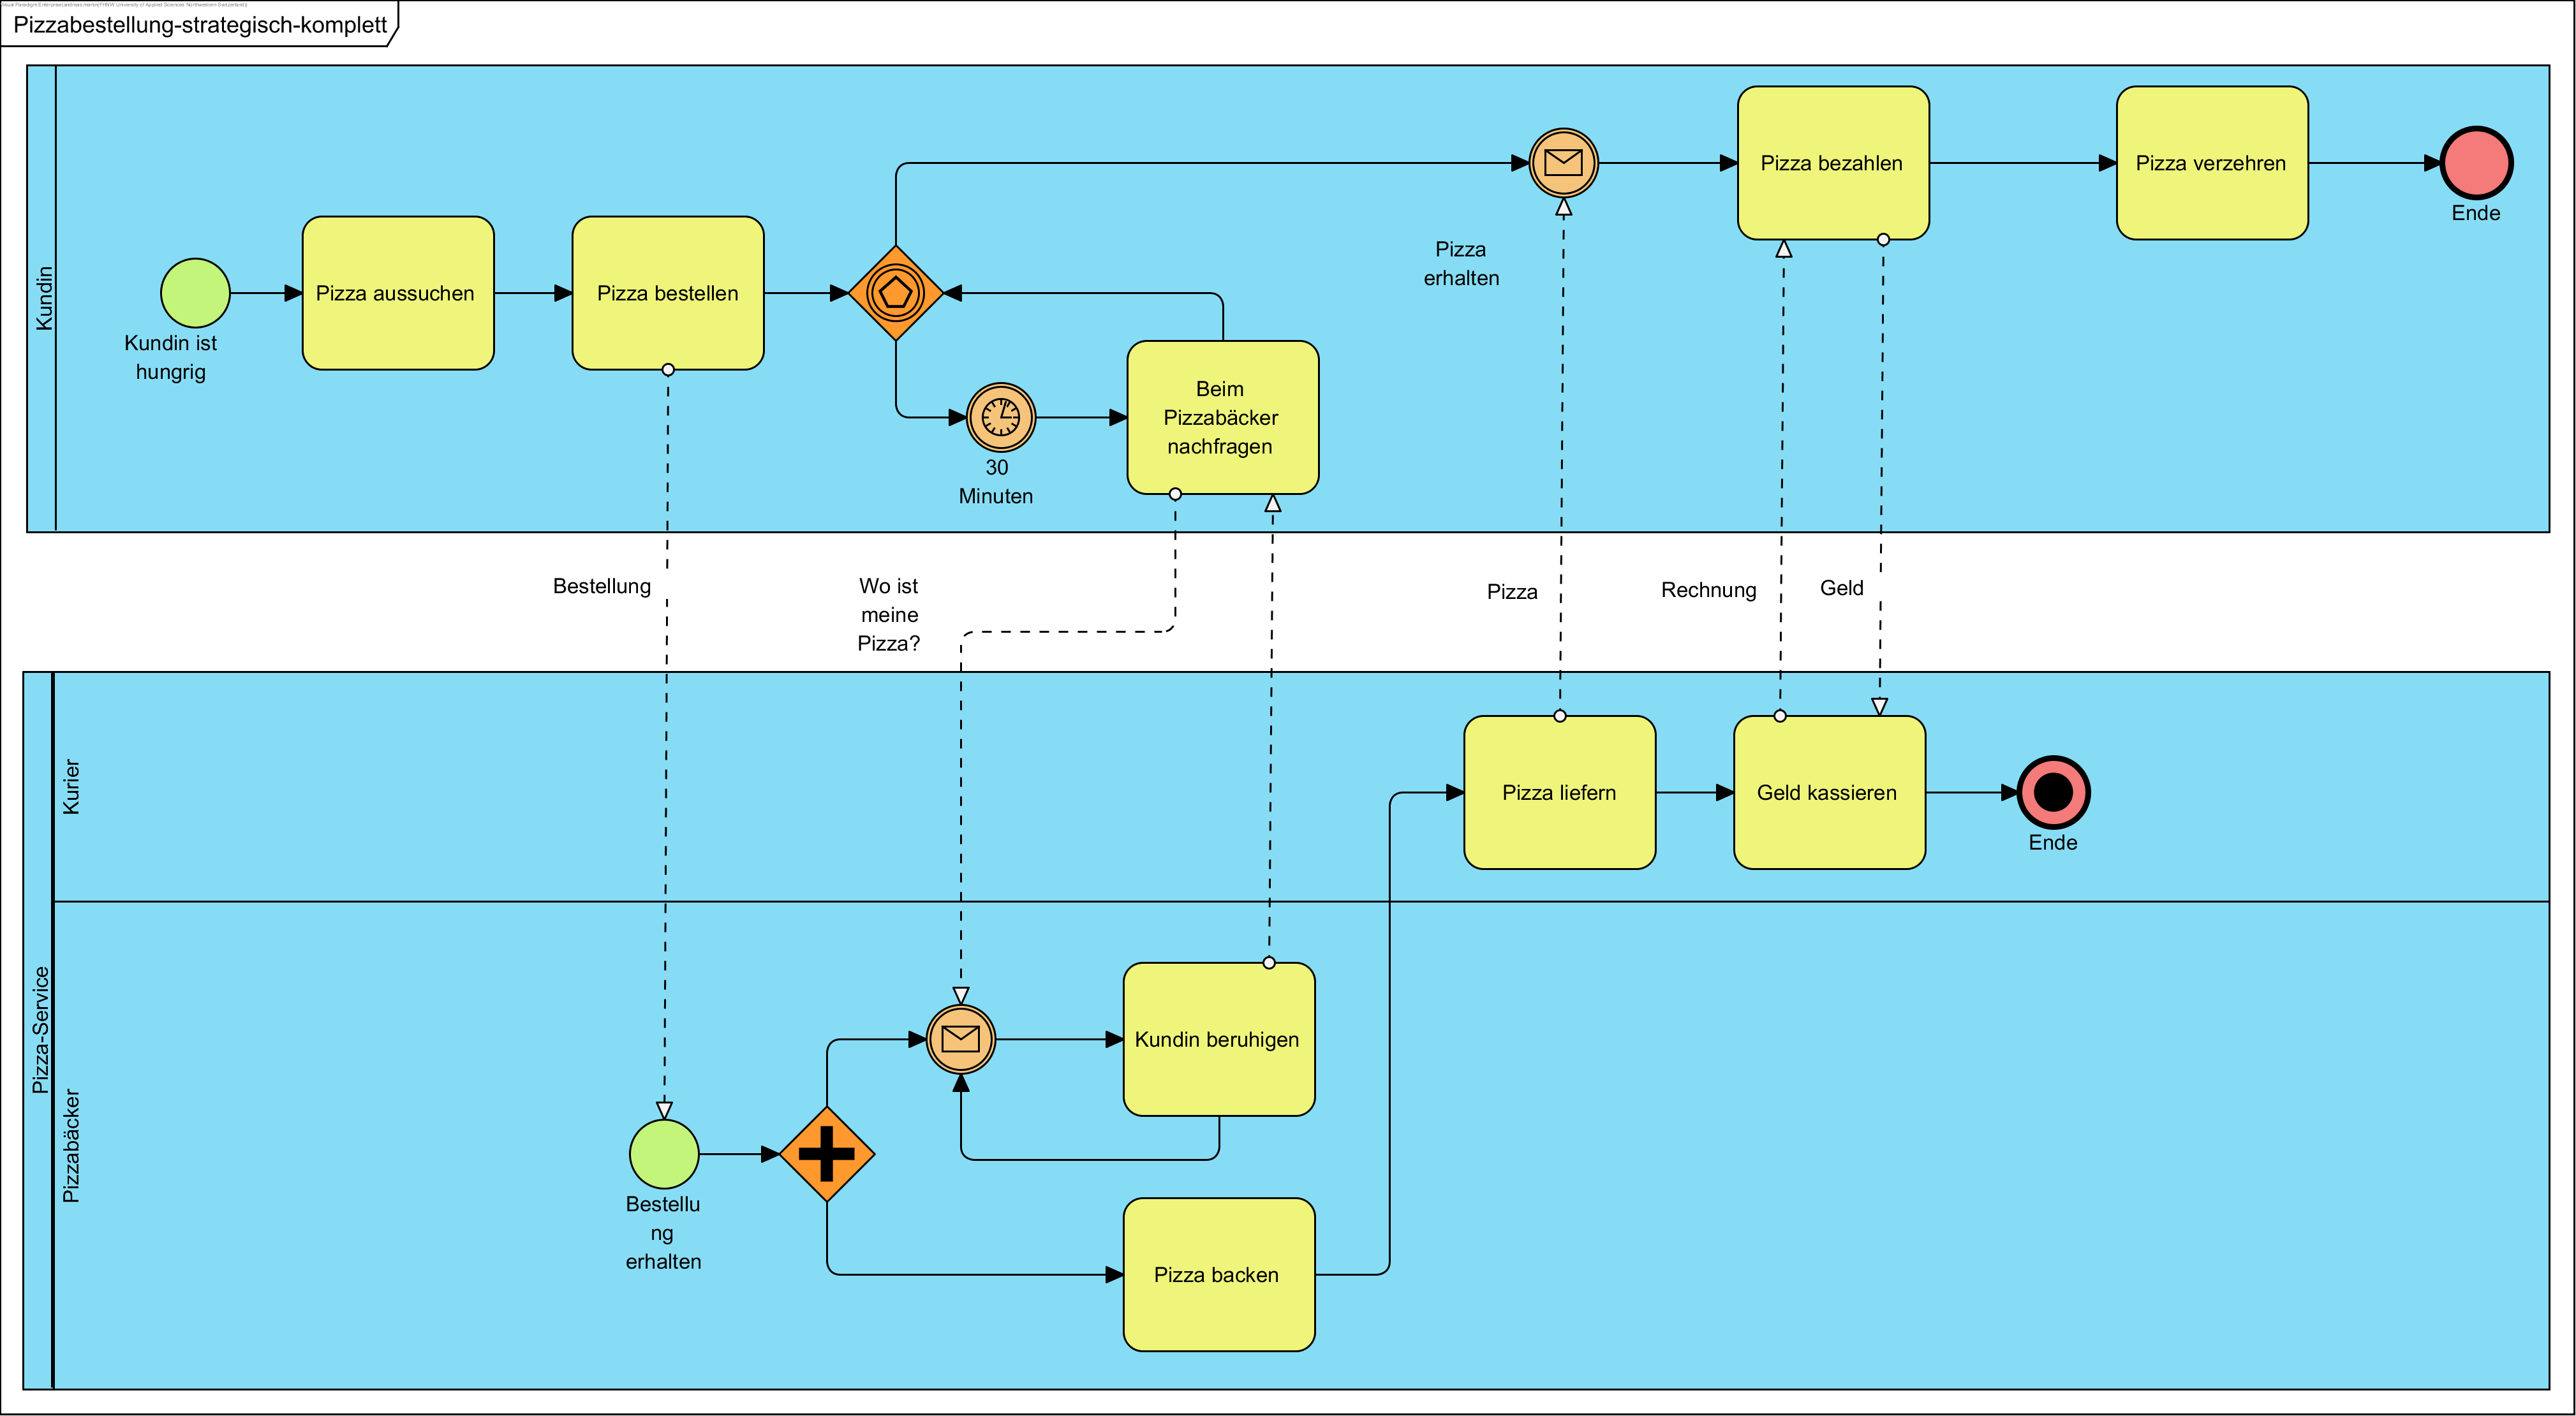 Visual Paradigm Enterprise(andreas.martin(FHNW University of Applied Sciences Northwestern Switzerland))
Pizzabestellung-strategisch-komplett
Kundin
Kundin ist
hungrig
Pizza aussuchen
Pizza bestellen
30
Minuten
Beim
Pizzabäcker
nachfragen
Pizza
erhalten
Pizza bezahlen
Pizza verzehren
Ende
Bestellung
Wo ist
meine
Pizza?
Pizza
Rechnung
Geld
Pizza-Service
Kurier
Pizza liefern
Geld kassieren
Ende
Pizzabäcker
Bestellu
ng
erhalten
Kundin beruhigen
Pizza backen